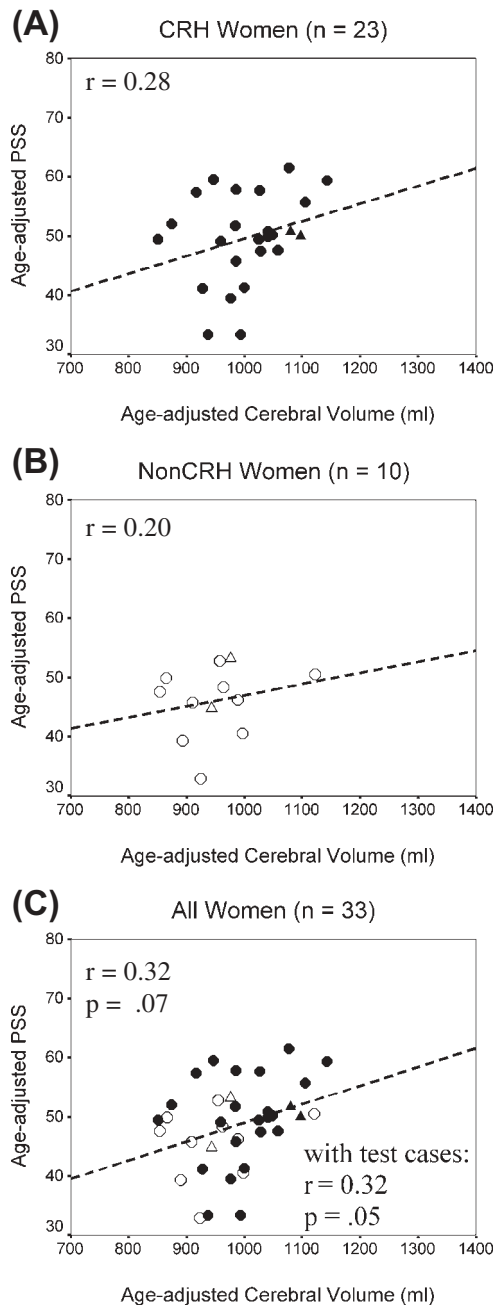 (A)
CRH Women (n = 23)
r = 0.28
80
70
60
50
40
30
Age-adjusted PSS
700 800 900 1000 1100 1200 1300 1400
Age-adjusted Cerebral Volume (ml)
(B)
NonCRH Women (n = 10)
r = 0.20
80
70
60
50
40
30
Age-adjusted PSS
700 800 900 1000 1100 1200 1300 1400
Age-adjusted Cerebral Volume (ml)
(C)
All Women (n = 33)
r = 0.32
p = .07
80
70
60
50
40
30
Age-adjusted PSS
with test cases:
r = 0.32
p = .05
700 800 900 1000 1100 1200 1300 1400
Age-adjusted Cerebral Volume (ml)